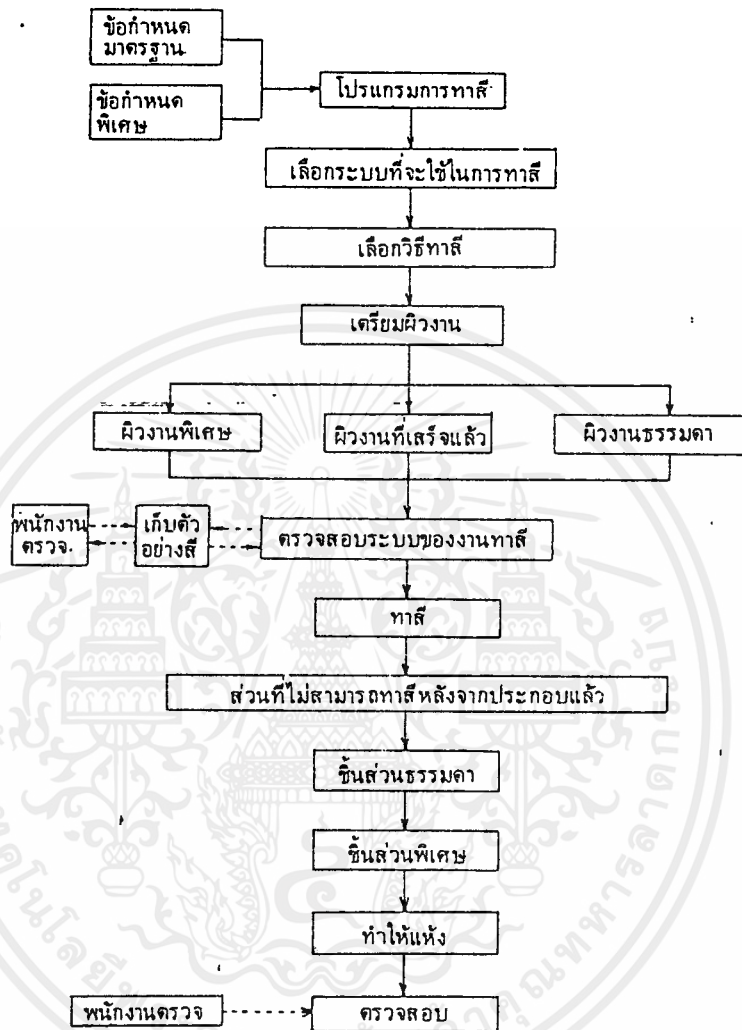 ข้อกำหนด
มาตรฐาน
ข้อกำหนด
พิเศษ
โปรแกรมการทาสี
เลือกระบบที่จะใช้ในการทาสี
เลือกวิธีทาสี
เตรียมผิวงาน
ผิวงานพิเศษ
ผิวงานที่เสร็จแล้ว
ผิวงานธรรมดา
พนักงาน
ตรวจ.
เก็บตัว
อย่างสี
ตรวจสอบระบบของงานทาสี
ทาสี
ส่วนที่ไม่สามารถทาสีหลังจากประกอบแล้ว
ชิ้นส่วนธรรมดา
ชิ้นส่วนพิเศษ
ทำให้แห้ง
พนักงานตรวจ
ตรวจสอบ